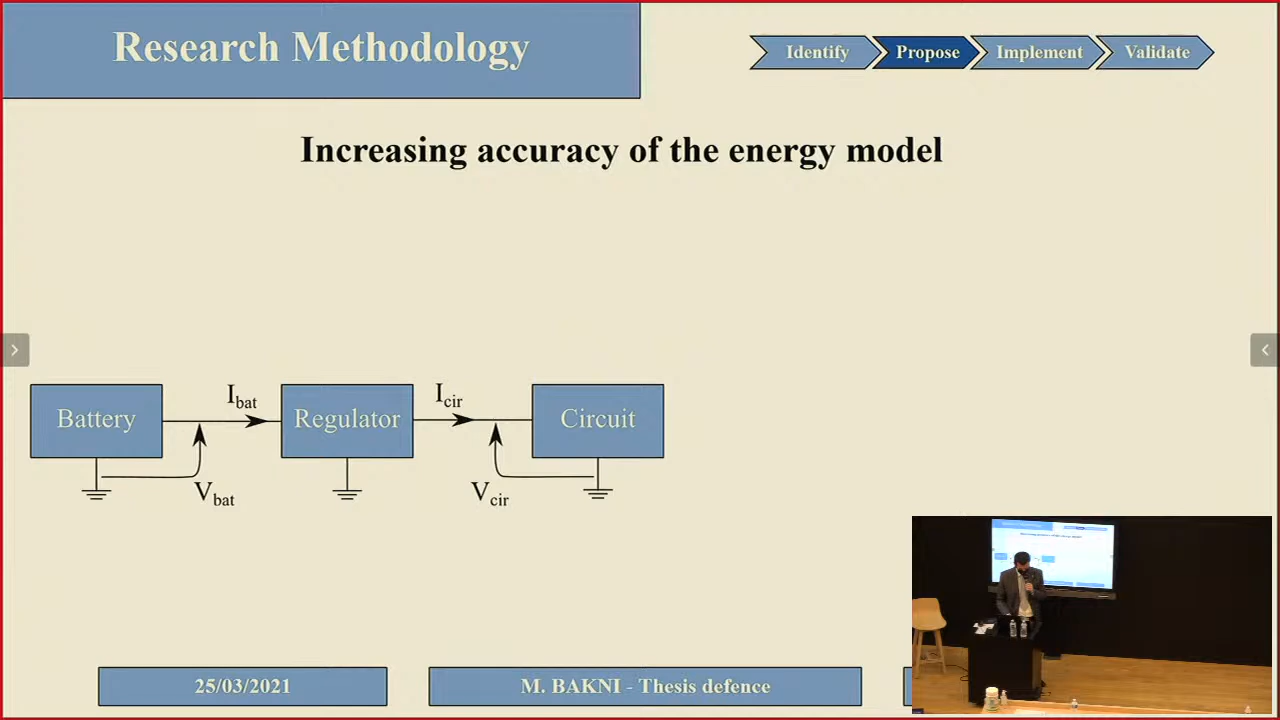 Research Methodology
Identify
Propose
Implement
Validate
Increasing accuracy of the energy model
Battery
Ibat
Regulator
Icir
Circuit
Vbat
Vcir
25/03/2021
M. BAKNI - Thesis defence